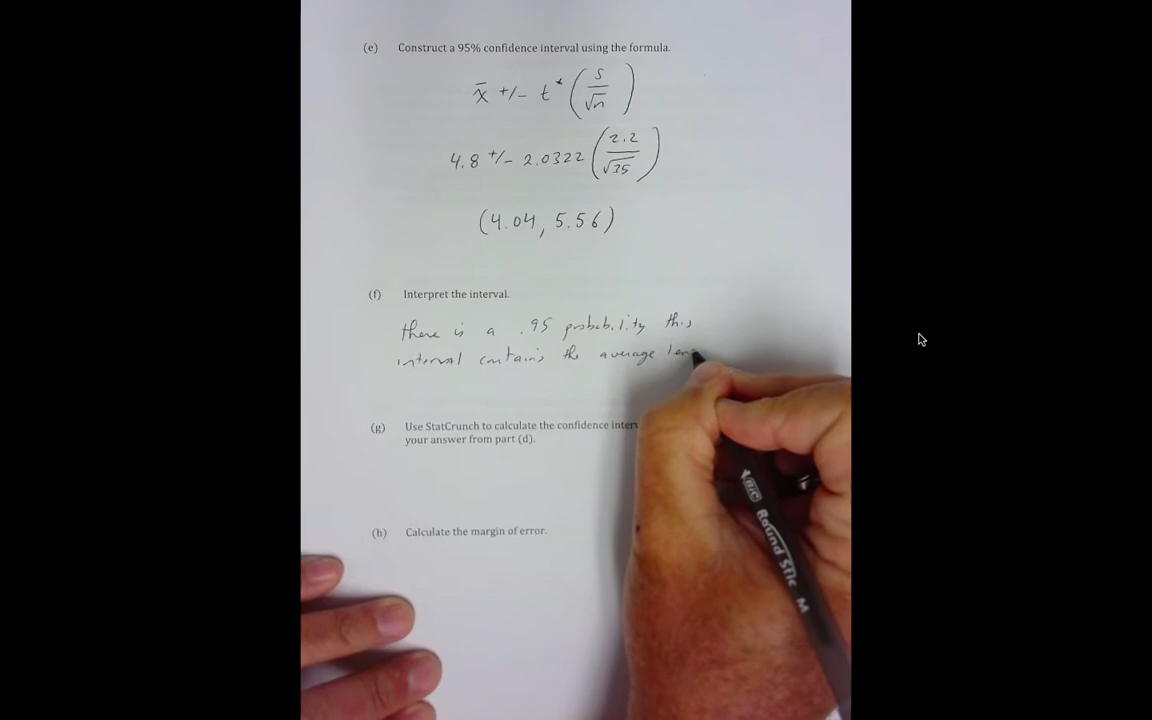 (e) Construct a 95% confidence interval using the formula.
x̄ +/- t* (s/√n)
4.8 +/- 2.0322 (2.2/√35)
(4.04, 5.56)
(f) Interpret the interval.
there is a .95 probability this
interval contains the average
(g) Use StatCrunch to calculate the confidence
your answer from part (d).
(h) Calculate the margin of error.
BIC Round Stic M